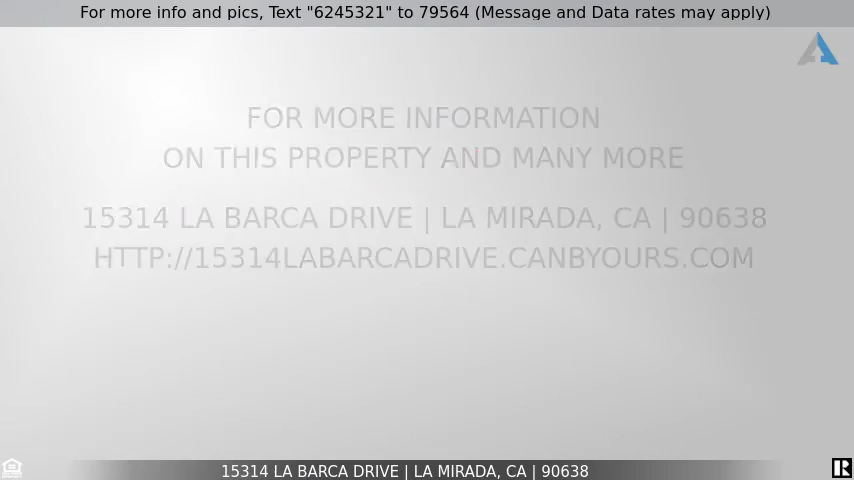 For more info and pics, Text "6245321" to 79564 (Message and Data rates may apply)
FOR MORE INFORMATION
ON THIS PROPERTY AND MANY MORE
15314 LA BARCA DRIVE | LA MIRADA, CA | 90638
HTTP://15314LABARCADRIVE.CANBYOURS.COM
15314 LA BARCA DRIVE | LA MIRADA, CA | 90638